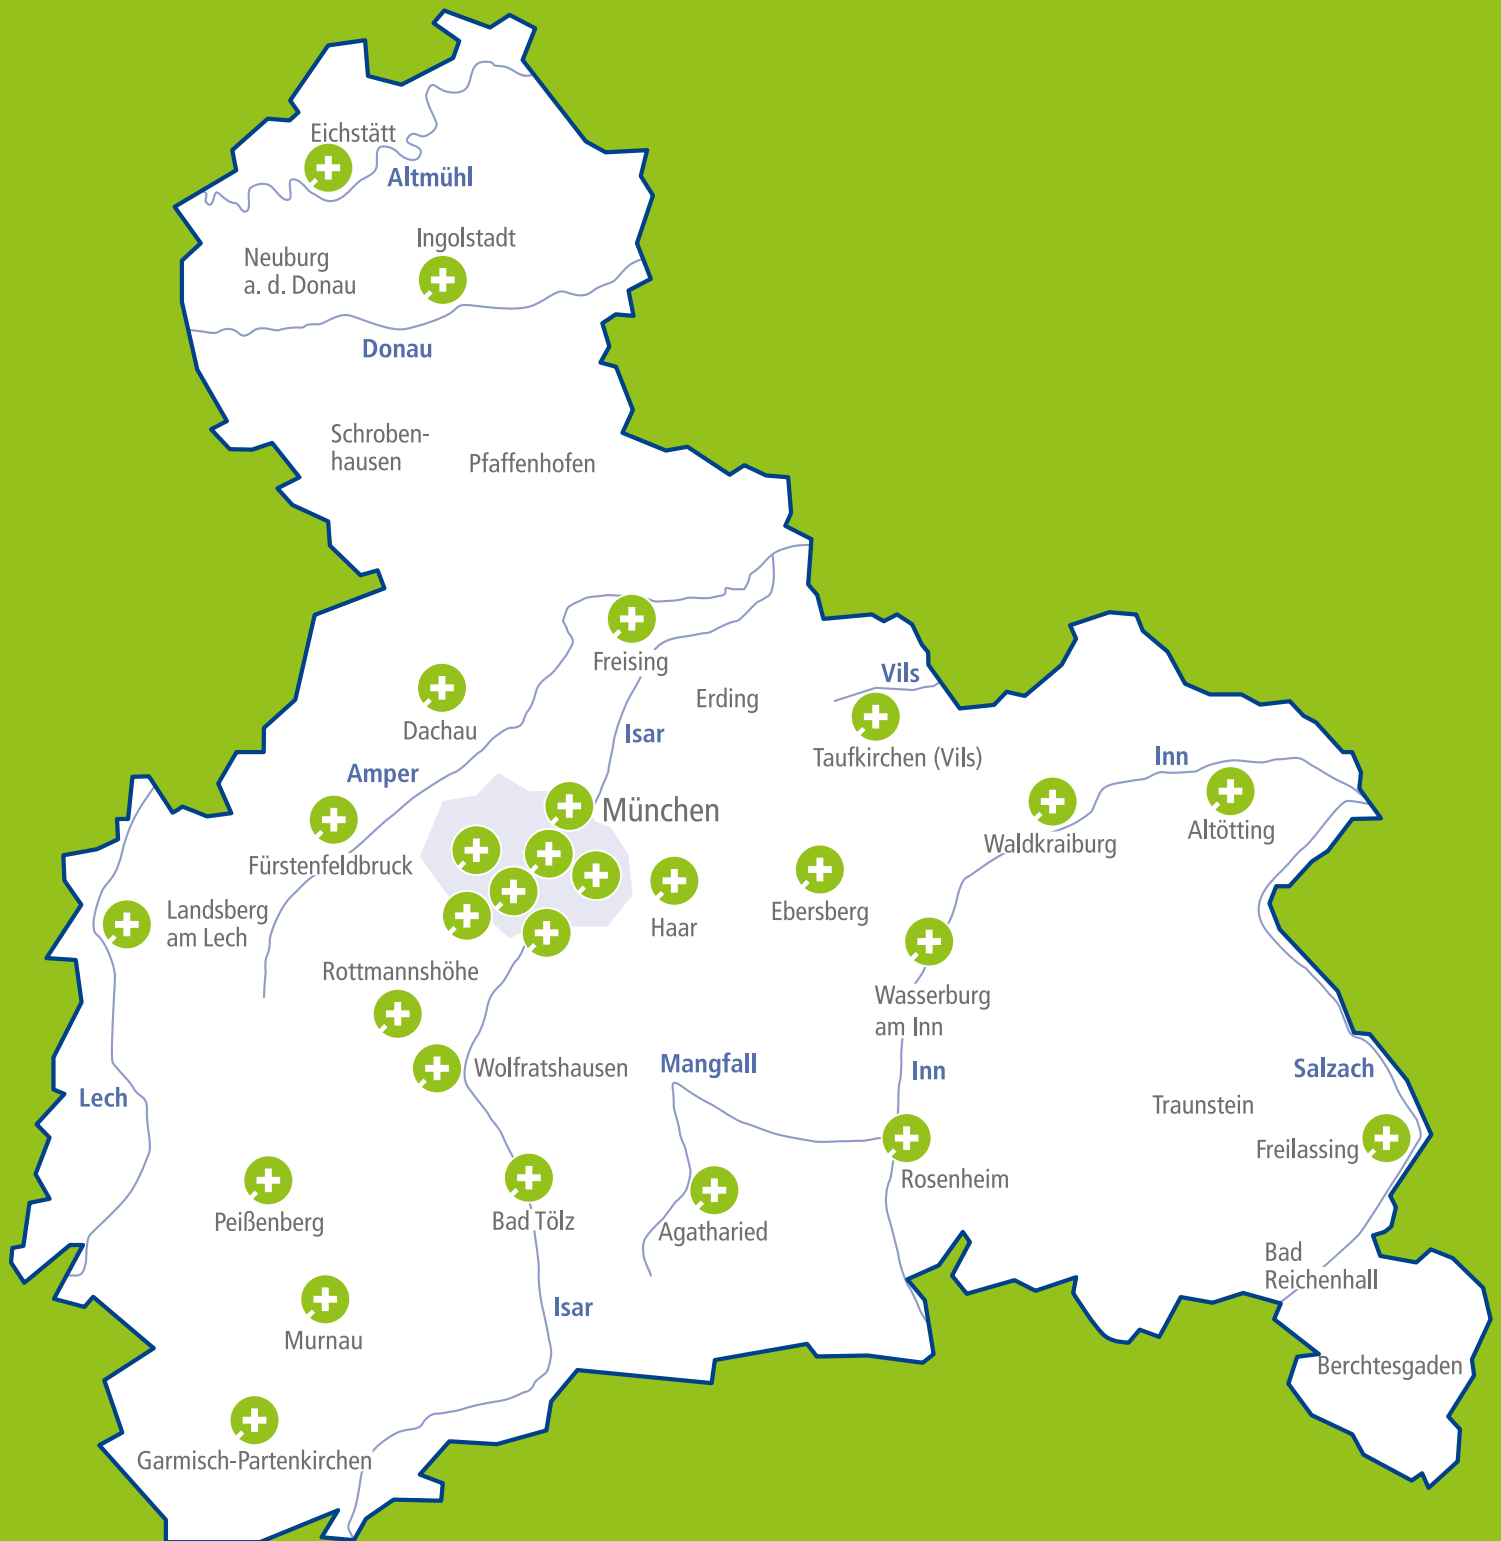 Eichstätt
Altmühl
Ingolstadt
Neuburg
a. d. Donau
Donau
Schroben-
hausen
Pfaffenhofen
Freising
Vils
Erding
Dachau
Isar
Taufkirchen (Vils)
Inn
Amper
München
Altötting
Waldkraiburg
Fürstenfeldbruck
Landsberg
am Lech
Ebersberg
Haar
Rottmannshöhe
Wasserburg
am Inn
Wolfratshausen
Mangfall
Inn
Salzach
Lech
Traunstein
Freilassing
Rosenheim
Peißenberg
Bad Tölz
Agatharied
Bad
Reichenhall
Isar
Murnau
Berchtesgaden
Garmisch-Partenkirchen